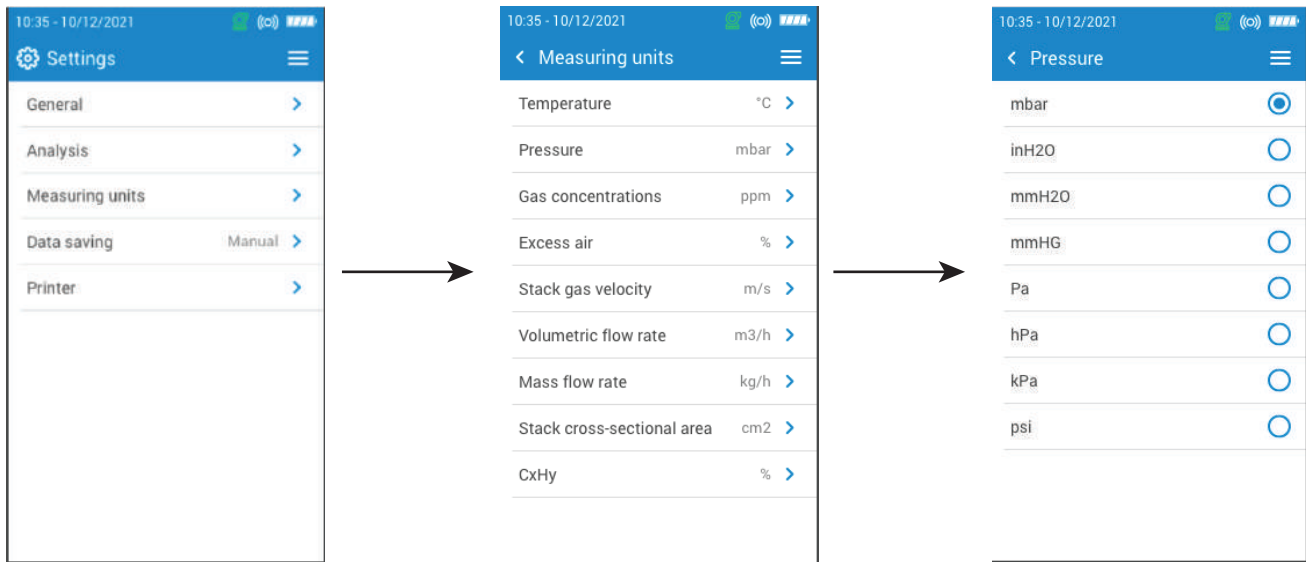 10:35 - 10/12/2021
Settings
General
Analysis
Measuring units
Data saving Manual
Printer
10:35 - 10/12/2021
Measuring units
Temperature °C
Pressure mbar
Gas concentrations ppm
Excess air %
Stack gas velocity m/s
Volumetric flow rate m3/h
Mass flow rate kg/h
Stack cross-sectional area cm2
CxHy %
10:35 - 10/12/2021
Pressure
mbar
inH2O
mmH2O
mmHG
Pa
hPa
kPa
psi